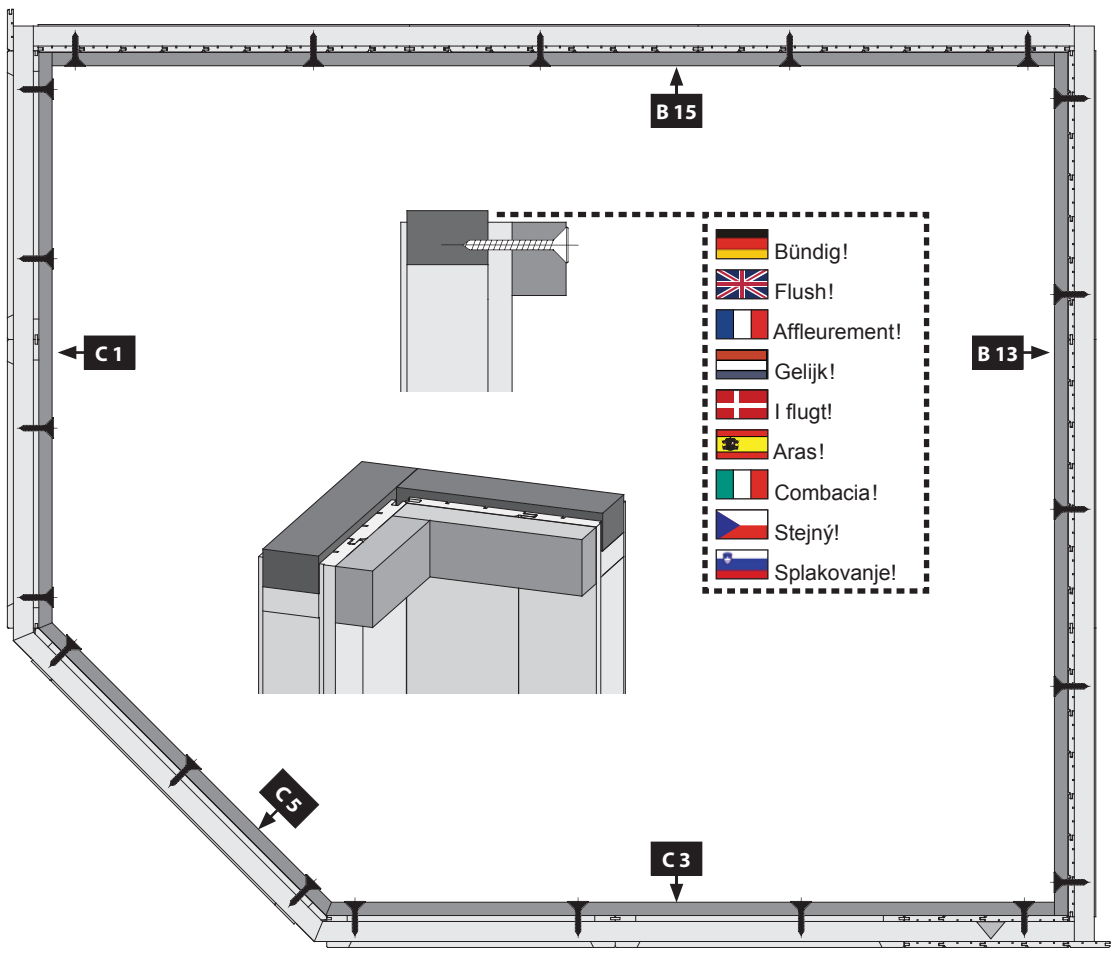 B 15
Bündig!
Flush!
Affleurement!
C 1
B 13
Gelijk!
I flugt!
Aras!
Combacia!
Stejný!
Splakovanje!
C 5
C 3